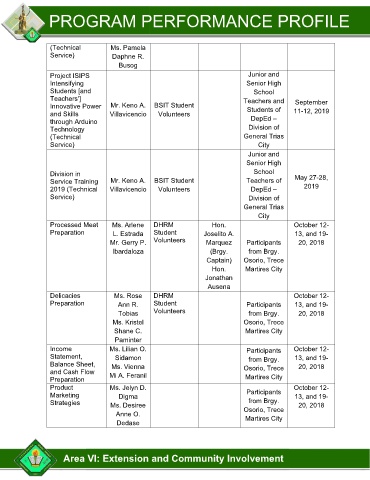 PROGRAM PERFORMANCE PROFILE
(Technical
Service)
Ms. Pamela
Daphne R.
Busog
Project ISIPS
Intensifying
Students [and
Teachers']
Innovative Power
and Skills
through Arduino
Technology
(Technical
Service)
Mr. Keno A.
Villavicencio
BSIT Student
Volunteers
Junior and
Senior High
School
Teachers and
Students of
DepEd –
Division of
General Trias
City
September
11-12, 2019
Division in
Service Training
2019 (Technical
Service)
Mr. Keno A.
Villavicencio
BSIT Student
Volunteers
Junior and
Senior High
School
Teachers of
DepEd –
Division of
General Trias
City
May 27-28,
2019
Processed Meat
Preparation
Ms. Arlene
L. Estrada
Mr. Gerry P.
Ibardaloza
DHRM
Student
Volunteers
Hon.
Joselito A.
Marquez
(Brgy.
Captain)
Hon.
Jonathan
Ausena
Participants
from Brgy.
Osorio, Trece
Martires City
October 12-
13, and 19-
20, 2018
Delicacies
Preparation
Ms. Rose
Ann R.
Tobias
Ms. Kristel
Shane C.
Paminter
DHRM
Student
Volunteers
Participants
from Brgy.
Osorio, Trece
Martires City
October 12-
13, and 19-
20, 2018
Income
Statement,
Balance Sheet,
and Cash Flow
Preparation
Ms. Lilian O.
Sidamon
Ms. Vienna
Mi A. Feranil
Participants
from Brgy.
Osorio, Trece
Martires City
October 12-
13, and 19-
20, 2018
Product
Marketing
Strategies
Ms. Jelyn D.
Digma
Ms. Desiree
Anne O.
Dedase
Participants
from Brgy.
Osorio, Trece
Martires City
October 12-
13, and 19-
20, 2018
Area VI: Extension and Community Involvement